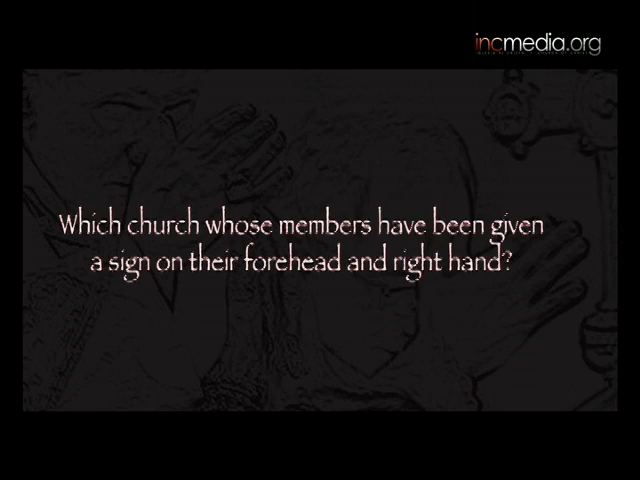 incmedia.org
Which church whose members have been given
a sign on their forehead and right hand?